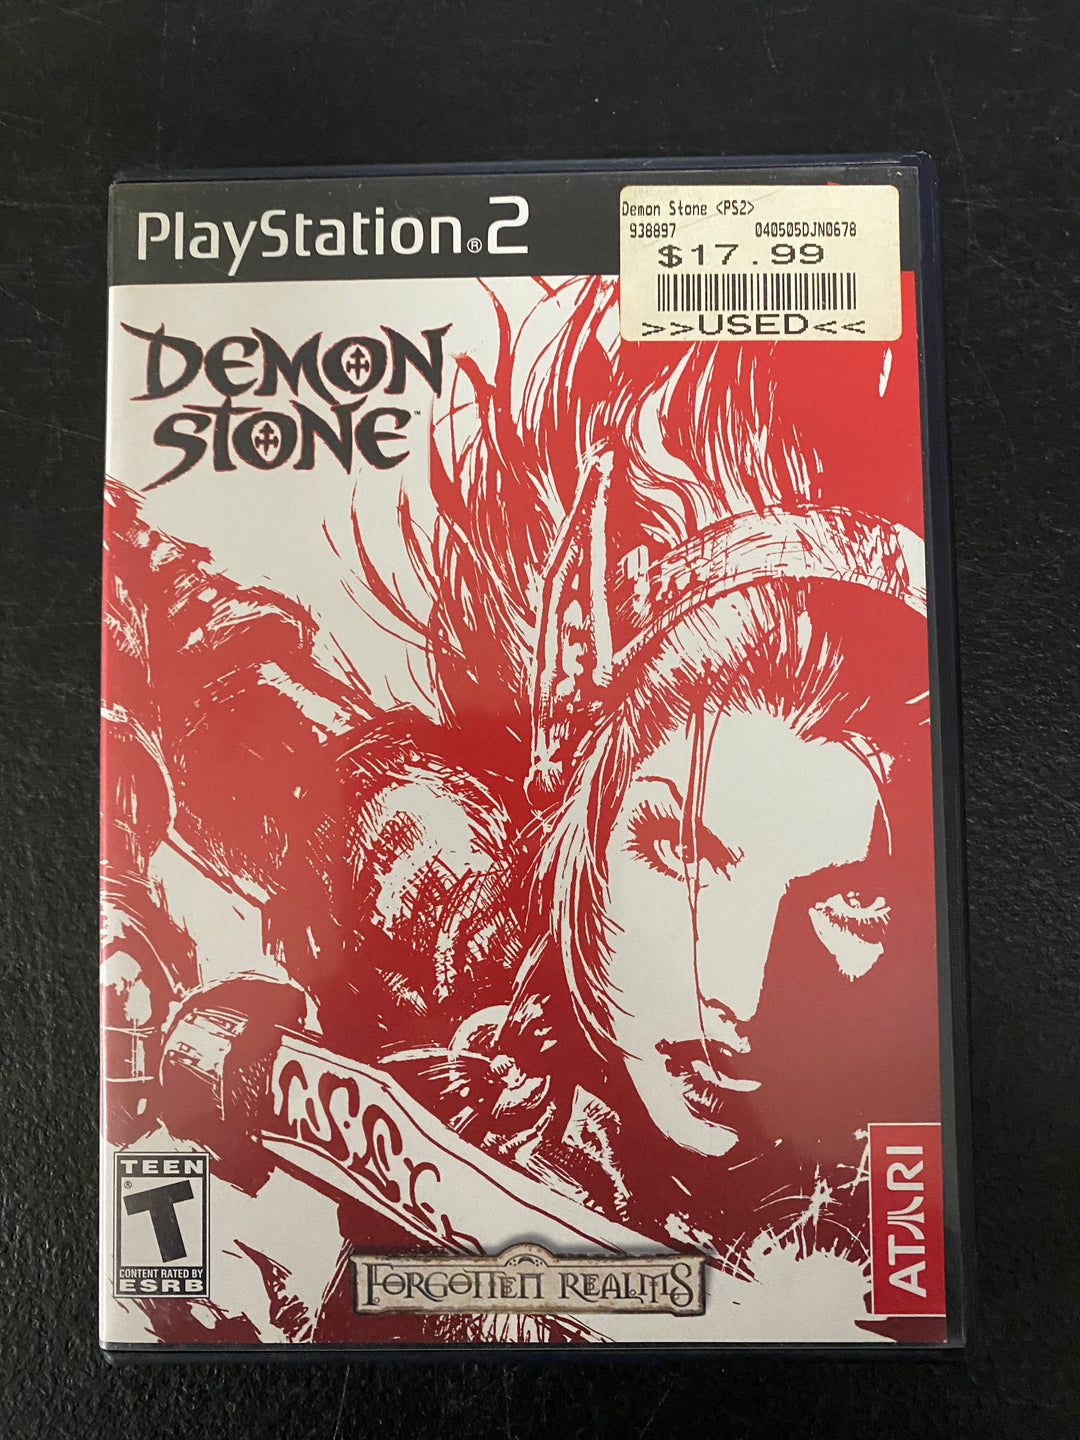 PlayStation®2
Demon Stone <PS2>
938897 040505DJN0678
$17.99
>>USED<<
DEMON
STONE™
TEEN
®
T
CONTENT RATED BY
ESRB
FORGOTTEN REALMS
ATARI